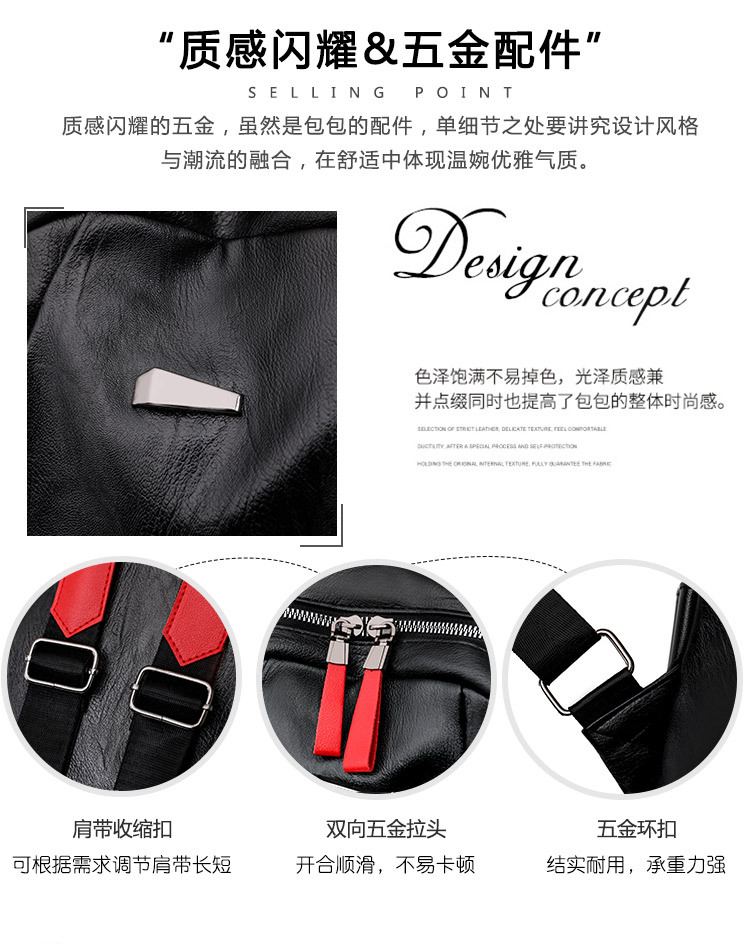 “质感闪耀&五金配件”
SELLING POINT
质感闪耀的五金，虽然是包包的配件，单细节之处要讲究设计风格
与潮流的融合，在舒适中体现温婉优雅气质。
Design
concept
色泽饱满不易掉色，光泽质感兼
并点缀同时也提高了包包的整体时尚感。
SELECTION OF STRICT LEATHER, DELICATE TEXTURE, FEEL COMFORTABLE
DUCTILITY, AFTER A SPECIAL PROCESS AND SELF-PROTECTION
HOLDING THE ORIGINAL INTERNAL TEXTURE, FULLY GUARANTEE THE FABRIC
肩带收缩扣
可根据需求调节肩带长短
双向五金拉头
开合顺滑，不易卡顿
五金环扣
结实耐用，承重力强